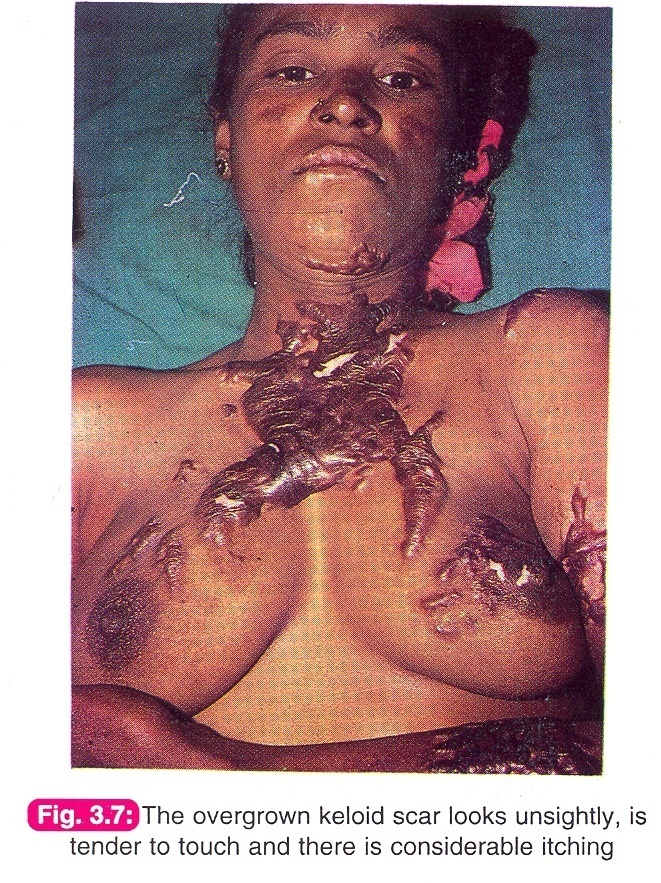 Fig. 3.7: The overgrown keloid scar looks unsightly, is
tender to touch and there is considerable itching